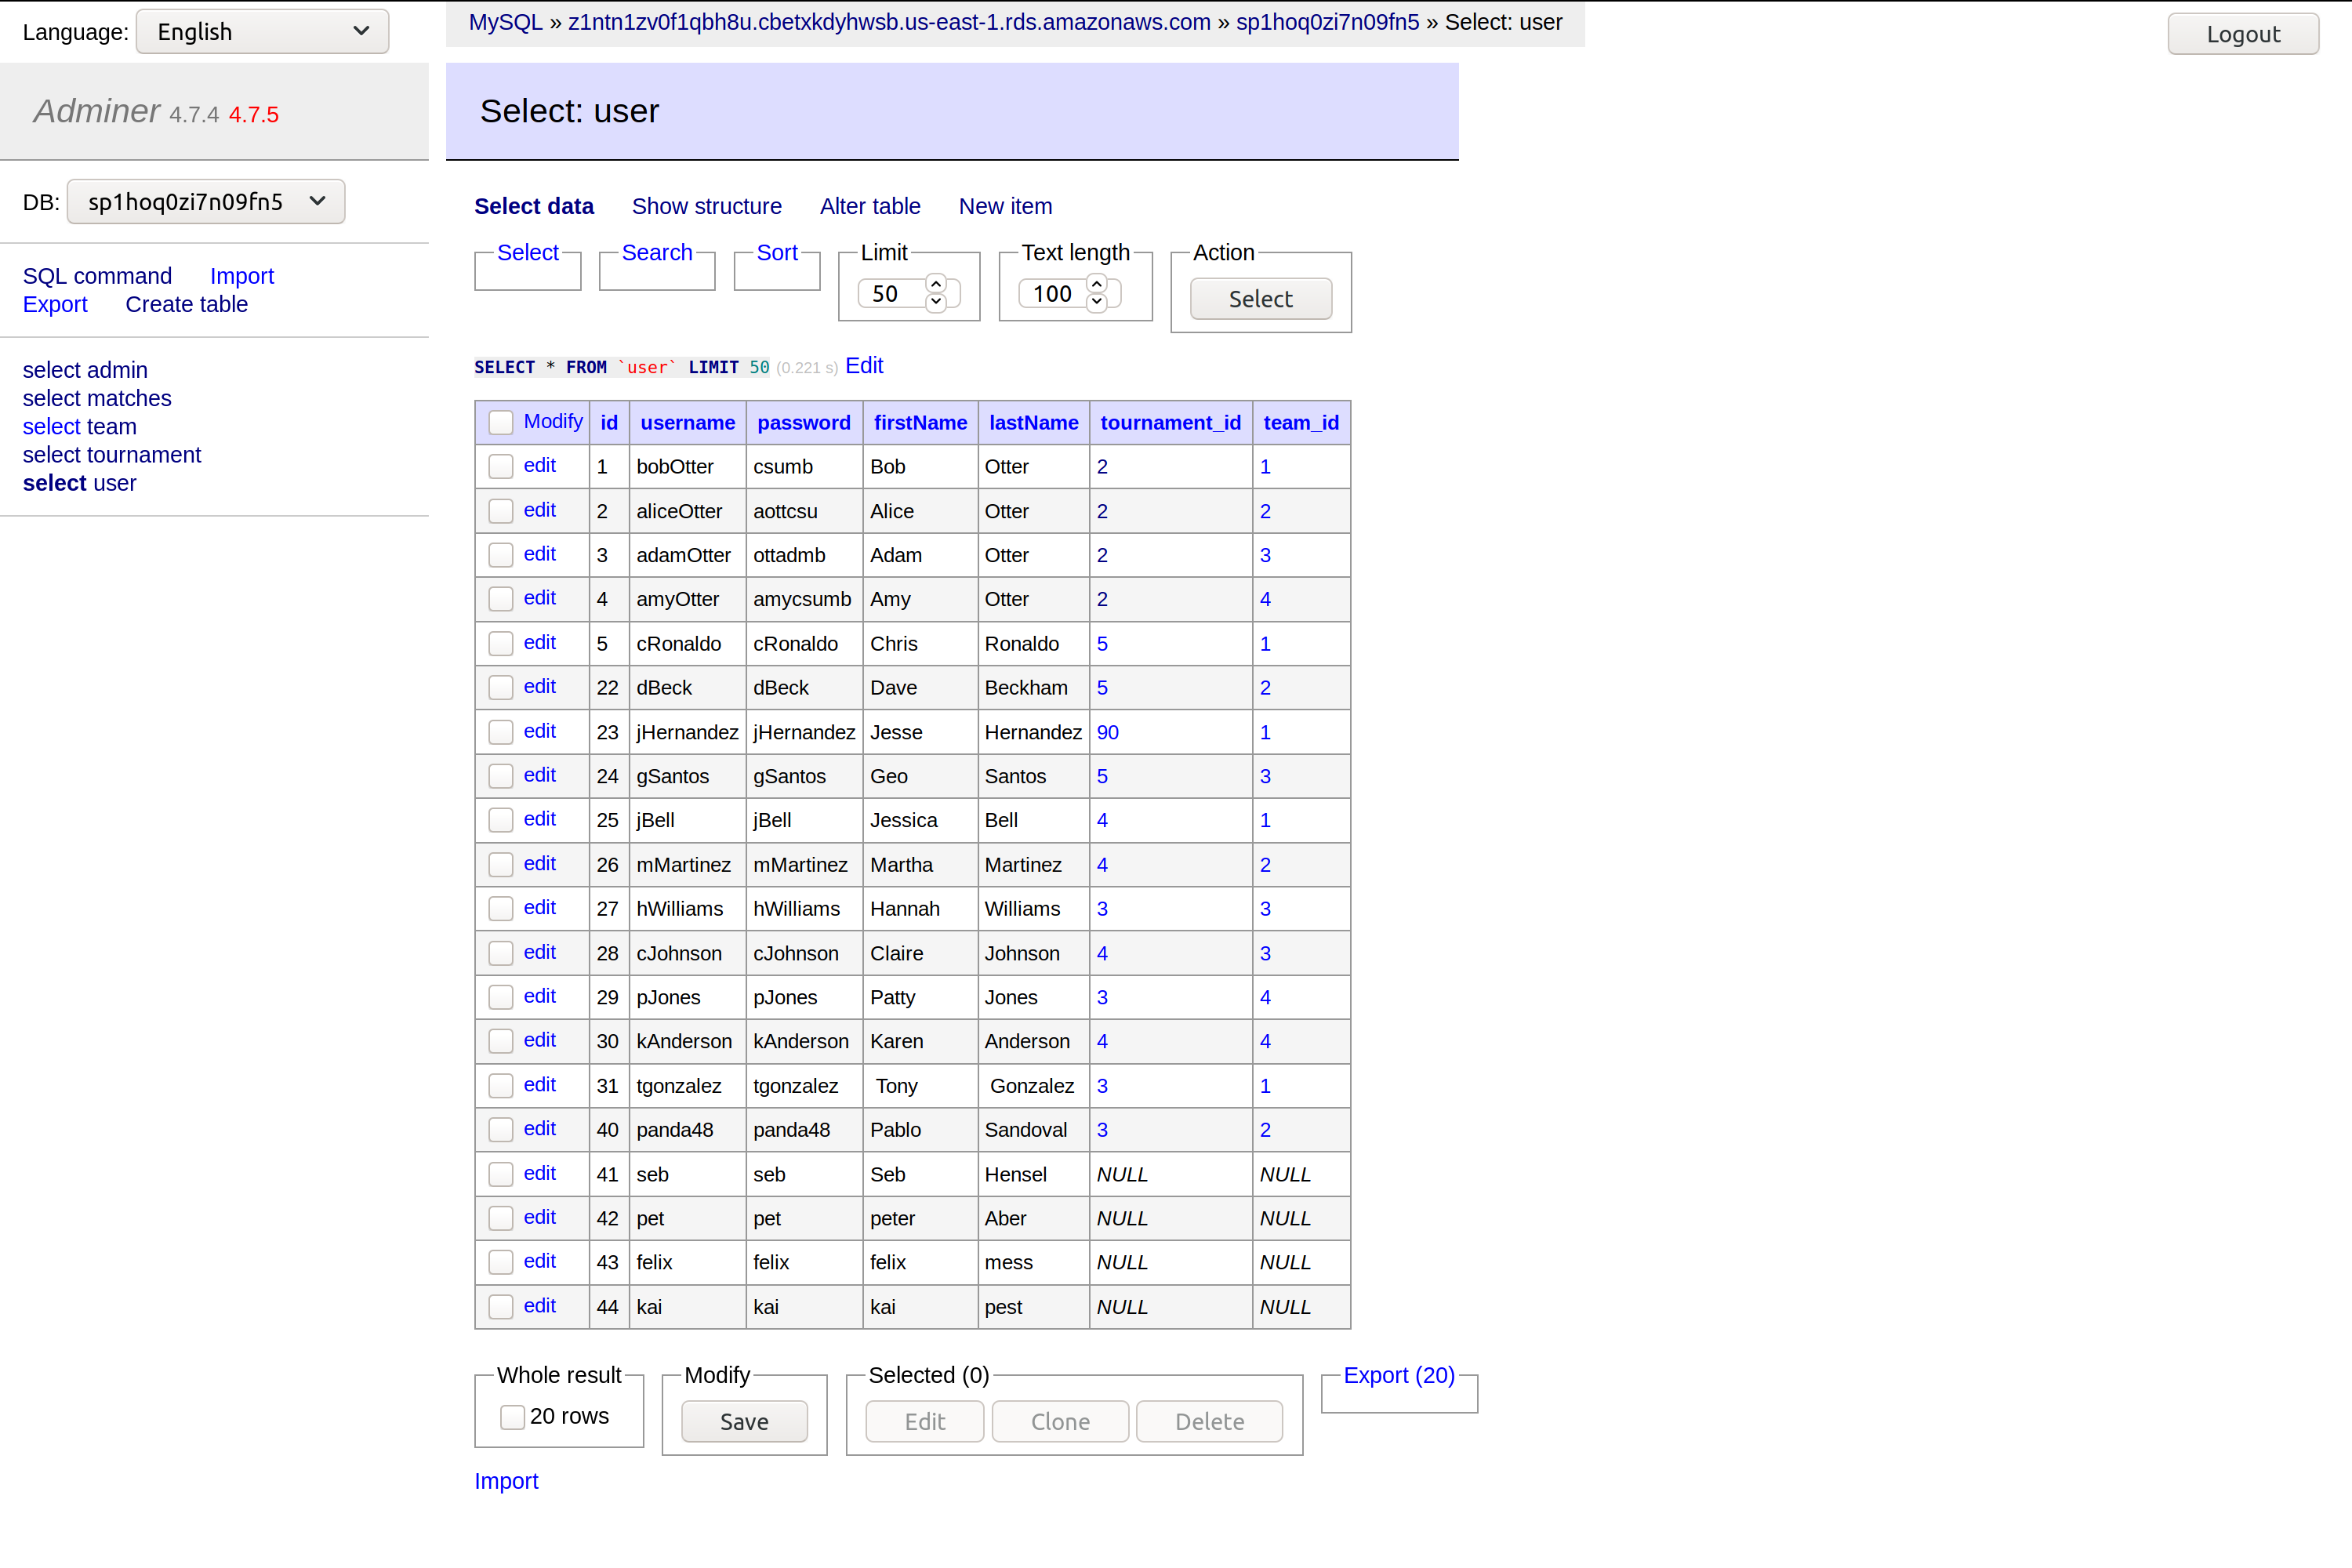 Language: English
MySQL » z1ntn1zv0f1qbh8u.cbetxkdyhwsb.us-east-1.rds.amazonaws.com » sp1hoq0zi7n09fn5 » Select: user
Logout
Adminer 4.7.4 4.7.5
Select: user
DB: sp1hoq0zi7n09fn5
SQL command Import
Export Create table
select admin
select matches
select team
select tournament
select user
Select data Show structure Alter table New item
Select Search Sort Limit Text length Action
50 100 Select
SELECT * FROM `user` LIMIT 50 (0.221 s) Edit
Modify id username password firstName lastName tournament_id team_id
edit 1 bobOtter csumb Bob Otter 2 1
edit 2 aliceOtter aottcsu Alice Otter 2 2
edit 3 adamOtter ottadmb Adam Otter 2 3
edit 4 amyOtter amycsumb Amy Otter 2 4
edit 5 cRonaldo cRonaldo Chris Ronaldo 5 1
edit 22 dBeck dBeck Dave Beckham 5 2
edit 23 jHernandez jHernandez Jesse Hernandez 90 1
edit 24 gSantos gSantos Geo Santos 5 3
edit 25 jBell jBell Jessica Bell 4 1
edit 26 mMartinez mMartinez Martha Martinez 4 2
edit 27 hWilliams hWilliams Hannah Williams 3 3
edit 28 cJohnson cJohnson Claire Johnson 4 3
edit 29 pJones pJones Patty Jones 3 4
edit 30 kAnderson kAnderson Karen Anderson 4 4
edit 31 tgonzalez tgonzalez Tony Gonzalez 3 1
edit 40 panda48 panda48 Pablo Sandoval 3 2
edit 41 seb seb Seb Hensel NULL NULL
edit 42 pet pet peter Aber NULL NULL
edit 43 felix felix felix mess NULL NULL
edit 44 kai kai kai pest NULL NULL
Whole result Modify Selected (0) Export (20)
20 rows Save Edit Clone Delete
Import